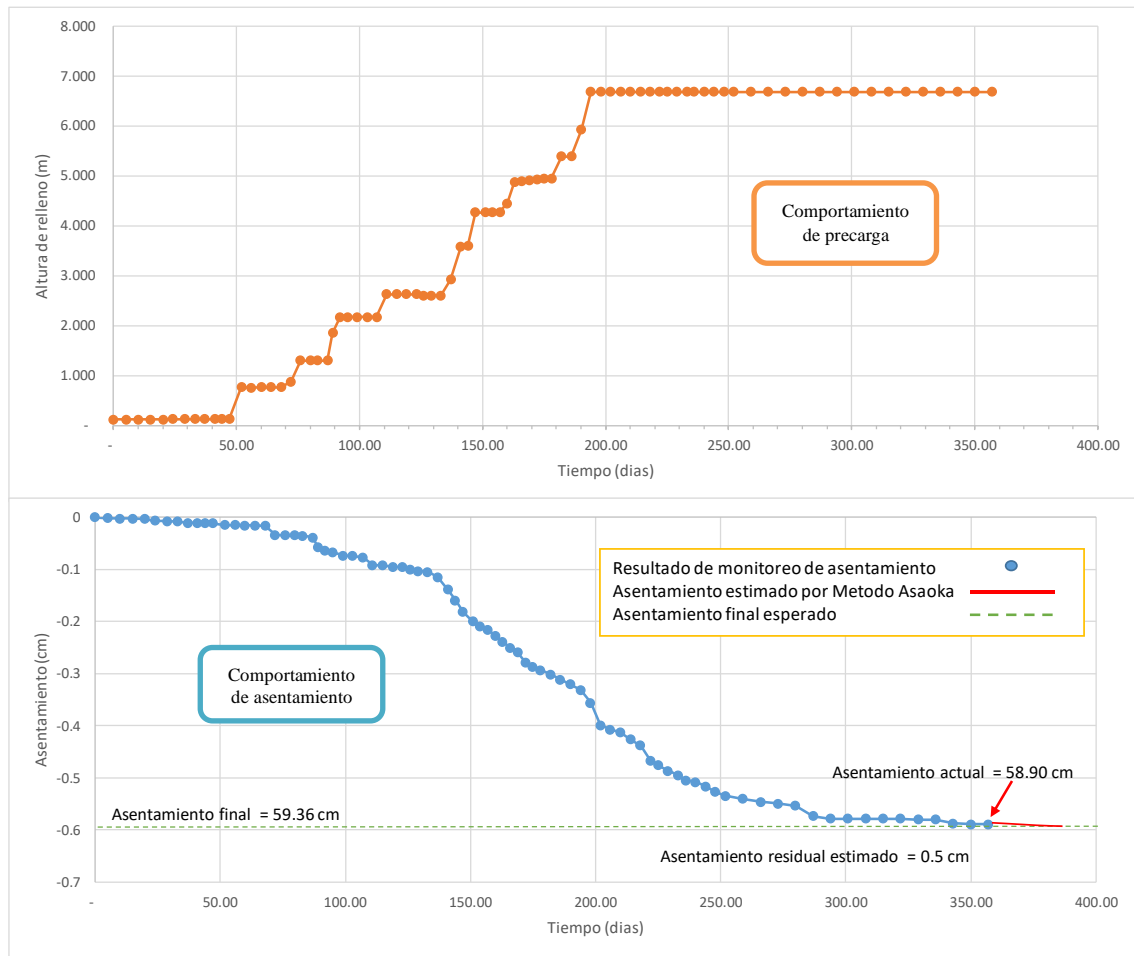 8.000
7.000
6.000
5.000
4.000
3.000
2.000
1.000
-
Altura de relleno (m)
Comportamiento
de precarga
- 50.00 100.00 150.00 200.00 250.00 300.00 350.00 400.00
Tiempo (dias)
0
-0.1
-0.2
-0.3
-0.4
-0.5
-0.6
-0.7
Asentamiento (cm)
Resultado de monitoreo de asentamiento
Asentamiento estimado por Metodo Asaoka
Asentamiento final esperado
Comportamiento
de asentamiento
Asentamiento actual = 58.90 cm
Asentamiento final = 59.36 cm
Asentamiento residual estimado = 0.5 cm
- 50.00 100.00 150.00 200.00 250.00 300.00 350.00 400.00
Tiempo (dias)